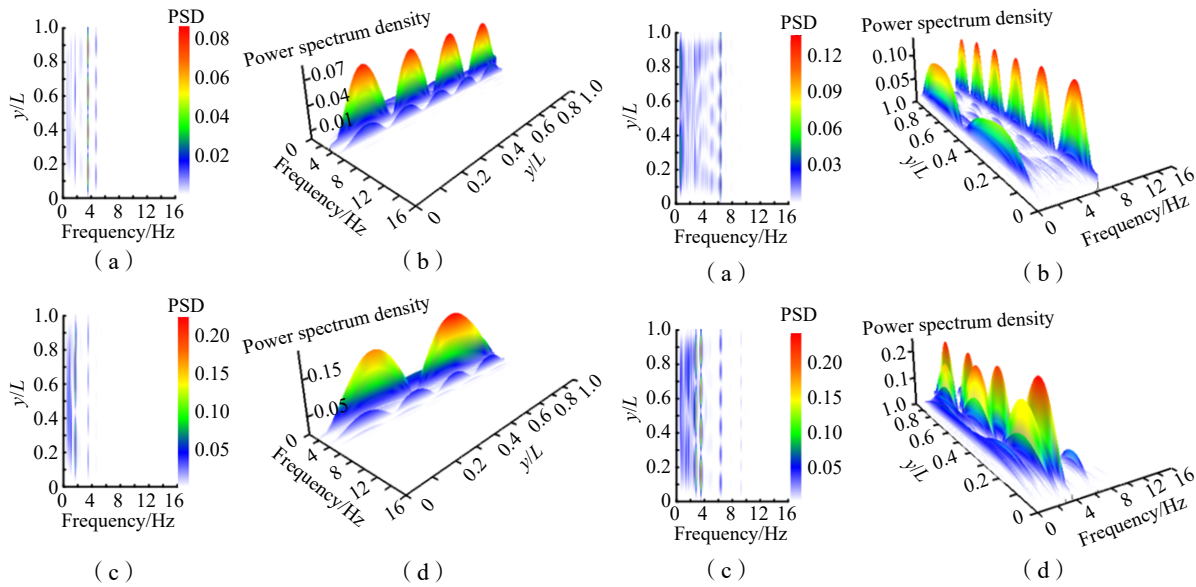 PSD
1.0
0.8
0.6
0.4
0.2
0
y/L
0.08
0.06
0.04
0.02
0 4 8 12 16
Frequency/Hz
( a )
Power spectrum density
0.07
0.04
0.01
0 4 8 12 16
Frequency/Hz
0 0.2 0.4 0.6 0.8 1.0
y/L
( b )
PSD
1.0
0.8
0.6
0.4
0.2
0
y/L
0.12
0.09
0.06
0.03
0 4 8 12 16
Frequency/Hz
( a )
Power spectrum density
0.10
0.05
1.0 0.8 0.6 0.4 0.2 0
y/L
0 4 8 12 16
Frequency/Hz
( b )
PSD
1.0
0.8
0.6
0.4
0.2
0
y/L
0.20
0.15
0.10
0.05
0 4 8 12 16
Frequency/Hz
( c )
Power spectrum density
0.15
0.05
0 4 8 12 16
Frequency/Hz
0 0.2 0.4 0.6 0.8 1.0
y/L
( d )
PSD
1.0
0.8
0.6
0.4
0.2
0
y/L
0.20
0.15
0.10
0.05
0 4 8 12 16
Frequency/Hz
( c )
Power spectrum density
0.2
0.1
1.0 0.8 0.6 0.4 0.2 0
y/L
0 4 8 12 16
Frequency/Hz
( d )